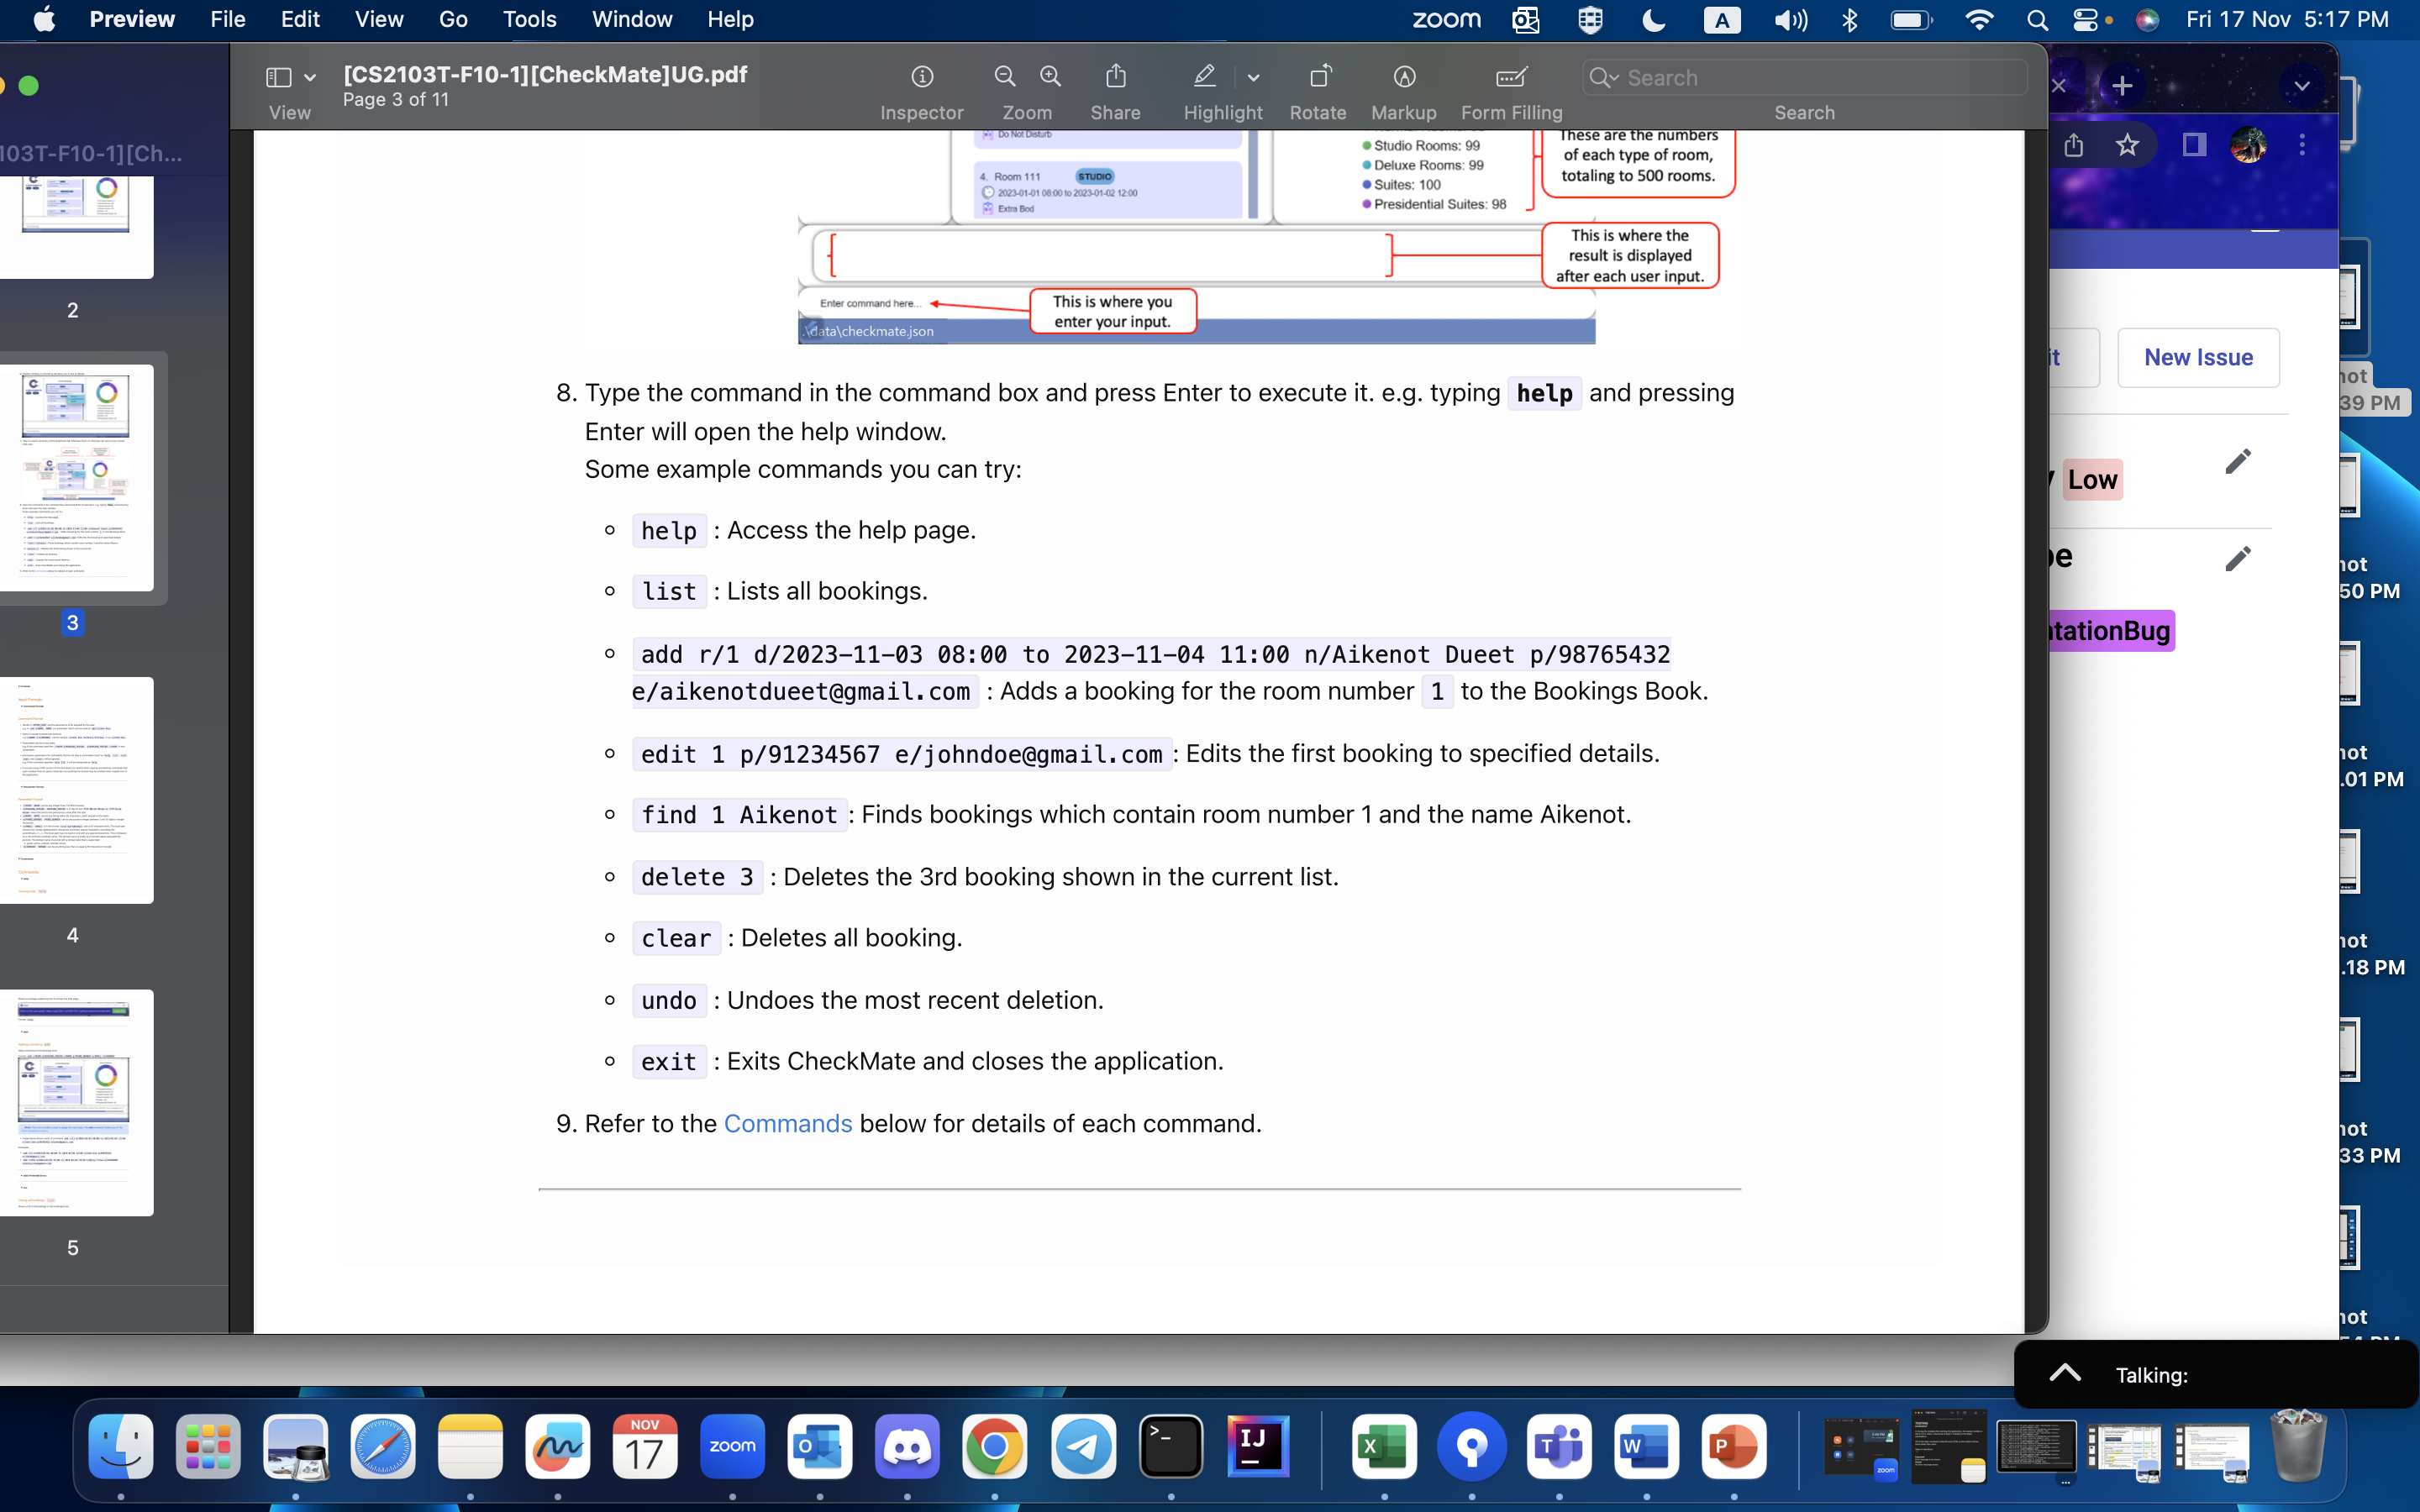 Preview File Edit View Go Tools Window Help
zoom A Fri 17 Nov 5:17 PM
[CS2103T-F10-1][CheckMate]UG.pdf
Page 3 of 11
View Inspector Zoom Share Highlight Rotate Markup Form Filling Search
Search
103T-F10-1][Ch...
2
3
4
5
Do Not Disturb
4. Room 111 STUDIO
2023-01-01 08:00 to 2023-01-02 12:00
Extra Bed
Studio Rooms: 99
Deluxe Rooms: 99
Suites: 100
Presidential Suites: 98
These are the numbers
of each type of room,
totaling to 500 rooms.
This is where the
result is displayed
after each user input.
Enter command here...
This is where you
enter your input.
.\data\checkmate.json
8. Type the command in the command box and press Enter to execute it. e.g. typing help and pressing
Enter will open the help window.
Some example commands you can try:
help : Access the help page.
list : Lists all bookings.
add r/1 d/2023-11-03 08:00 to 2023-11-04 11:00 n/Aikenot Dueet p/98765432
e/aikenotdueet@gmail.com : Adds a booking for the room number 1 to the Bookings Book.
edit 1 p/91234567 e/johndoe@gmail.com : Edits the first booking to specified details.
find 1 Aikenot : Finds bookings which contain room number 1 and the name Aikenot.
delete 3 : Deletes the 3rd booking shown in the current list.
clear : Deletes all booking.
undo : Undoes the most recent deletion.
exit : Exits CheckMate and closes the application.
9. Refer to the Commands below for details of each command.
it New Issue
Low
pe
tationBug
not
39 PM
not
50 PM
not
.01 PM
not
.18 PM
not
33 PM
not
Talking:
NOV
17
zoom
O
>_
IJ
X
T
W
P
zoom